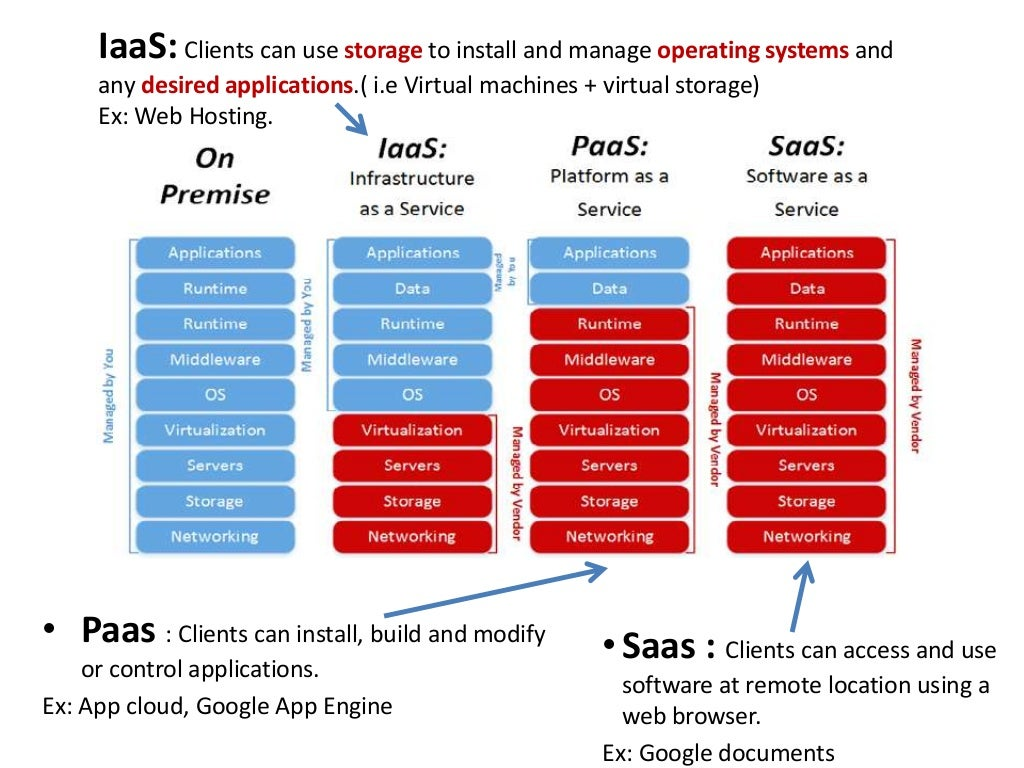 IaaS: Clients can use storage to install and manage operating systems and
any desired applications.( i.e Virtual machines + virtual storage)
Ex: Web Hosting.
On
Premise
Managed by You
Applications
Runtime
Runtime
Middleware
OS
Virtualization
Servers
Storage
Networking
IaaS:
Infrastructure
as a Service
Managed by You
Applications
Data
Runtime
Middleware
OS
Virtualization
Servers
Storage
Networking
Managed by Vendor
PaaS:
Platform as a
Service
Managed
by You
Applications
Data
Runtime
Middleware
OS
Virtualization
Servers
Storage
Networking
Managed by Vendor
SaaS:
Software as a
Service
Applications
Data
Runtime
Middleware
OS
Virtualization
Servers
Storage
Networking
Managed by Vendor
• Paas : Clients can install, build and modify
or control applications.
Ex: App cloud, Google App Engine
• Saas : Clients can access and use
software at remote location using a
web browser.
Ex: Google documents